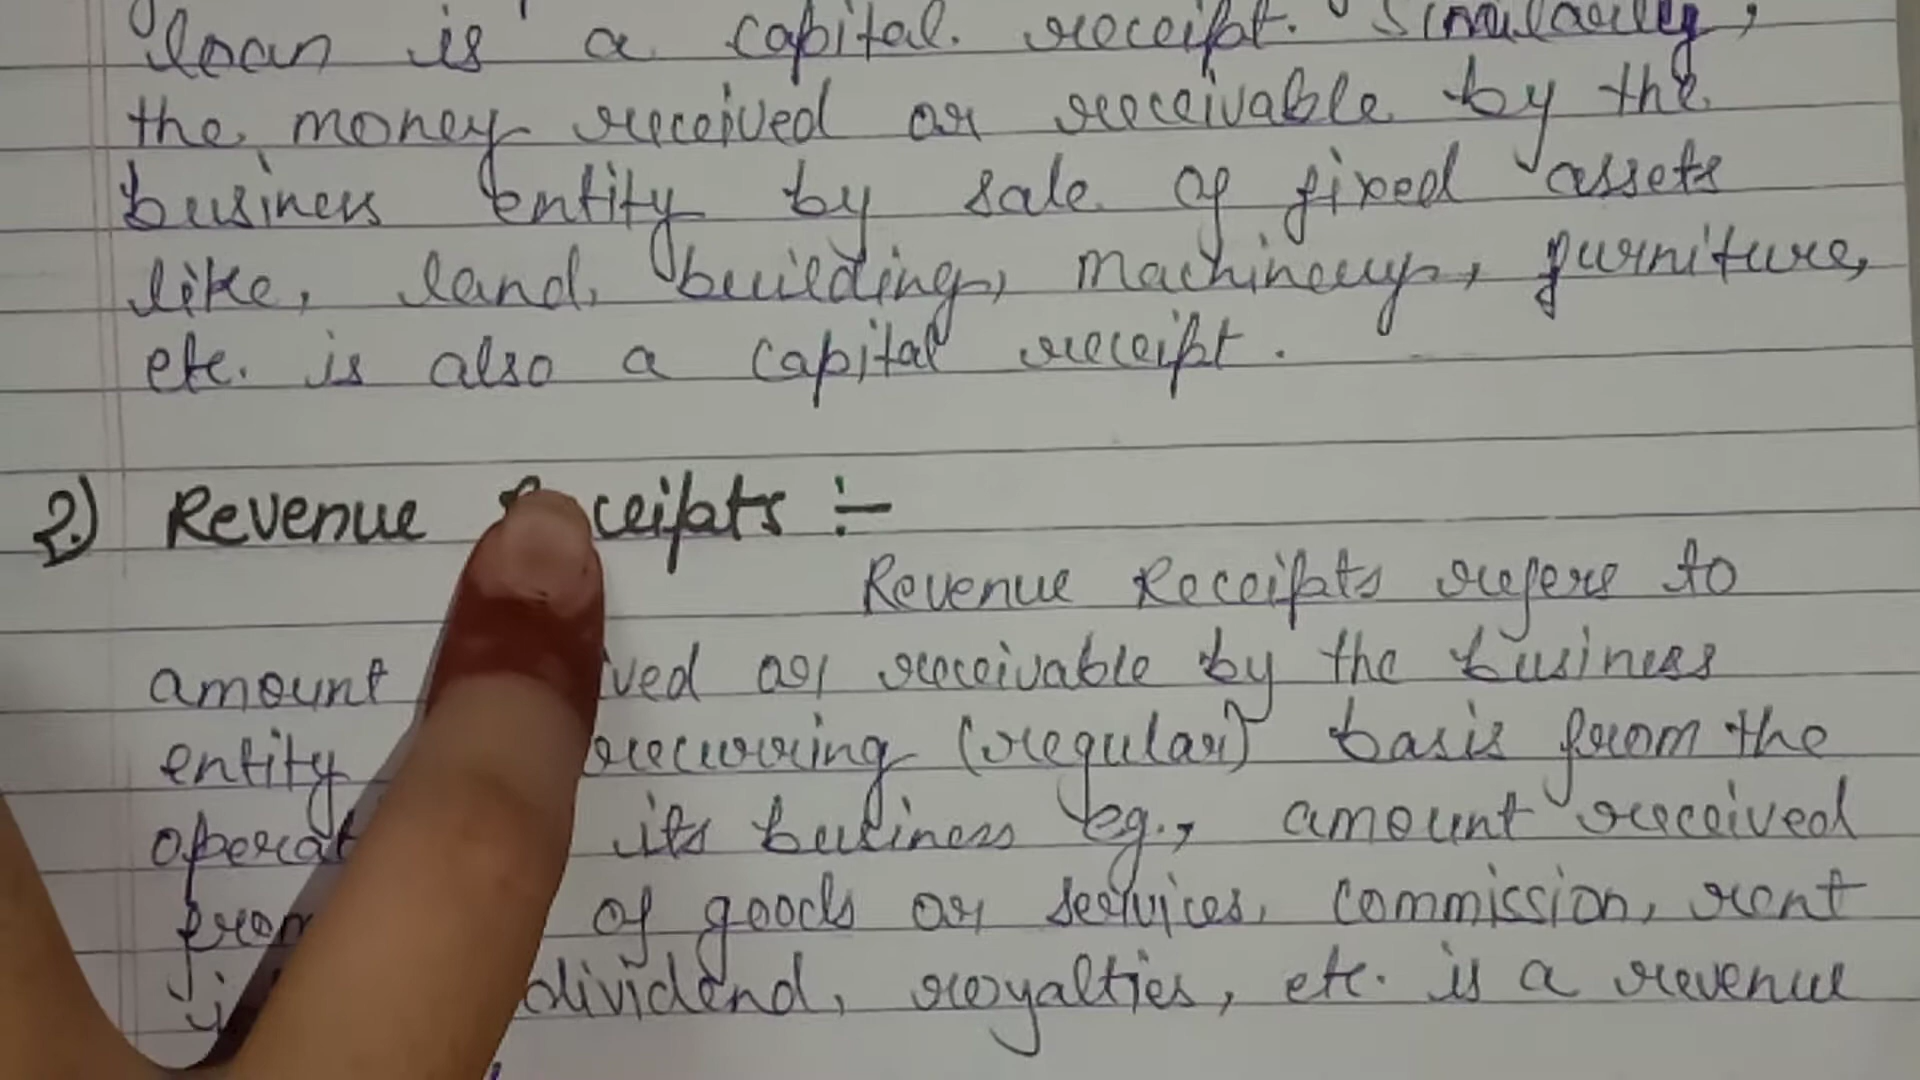 loan is a capital receipt. Similarly,
the money received or receivable by the
business entity by sale of fixed assets
like, land, building, machinery, furniture,
etc. is also a capital receipt.
2.) Revenue ceipts :-
Revenue Receipts refers to
amount ved or receivable by the business
entity recurring (regular) basis from the
operat its business eg., amount received
from of goods or services, commission, rent
dividend, royalties, etc. is a revenue